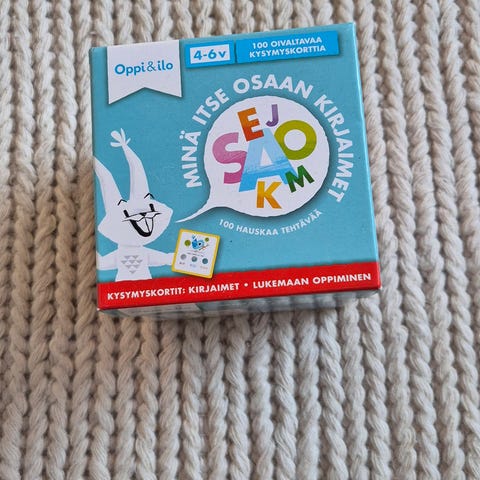 Oppi&ilo
4-6 v
100 OIVALTAVAA
KYSYMYSKORTTIA
MINÄ ITSE OSAAN KIRJAIMET
E J
S A O
K M
100 HAUSKAA TEHTÄVÄÄ
KYSYMYSKORTIT: KIRJAIMET • LUKEMAAN OPPIMINEN